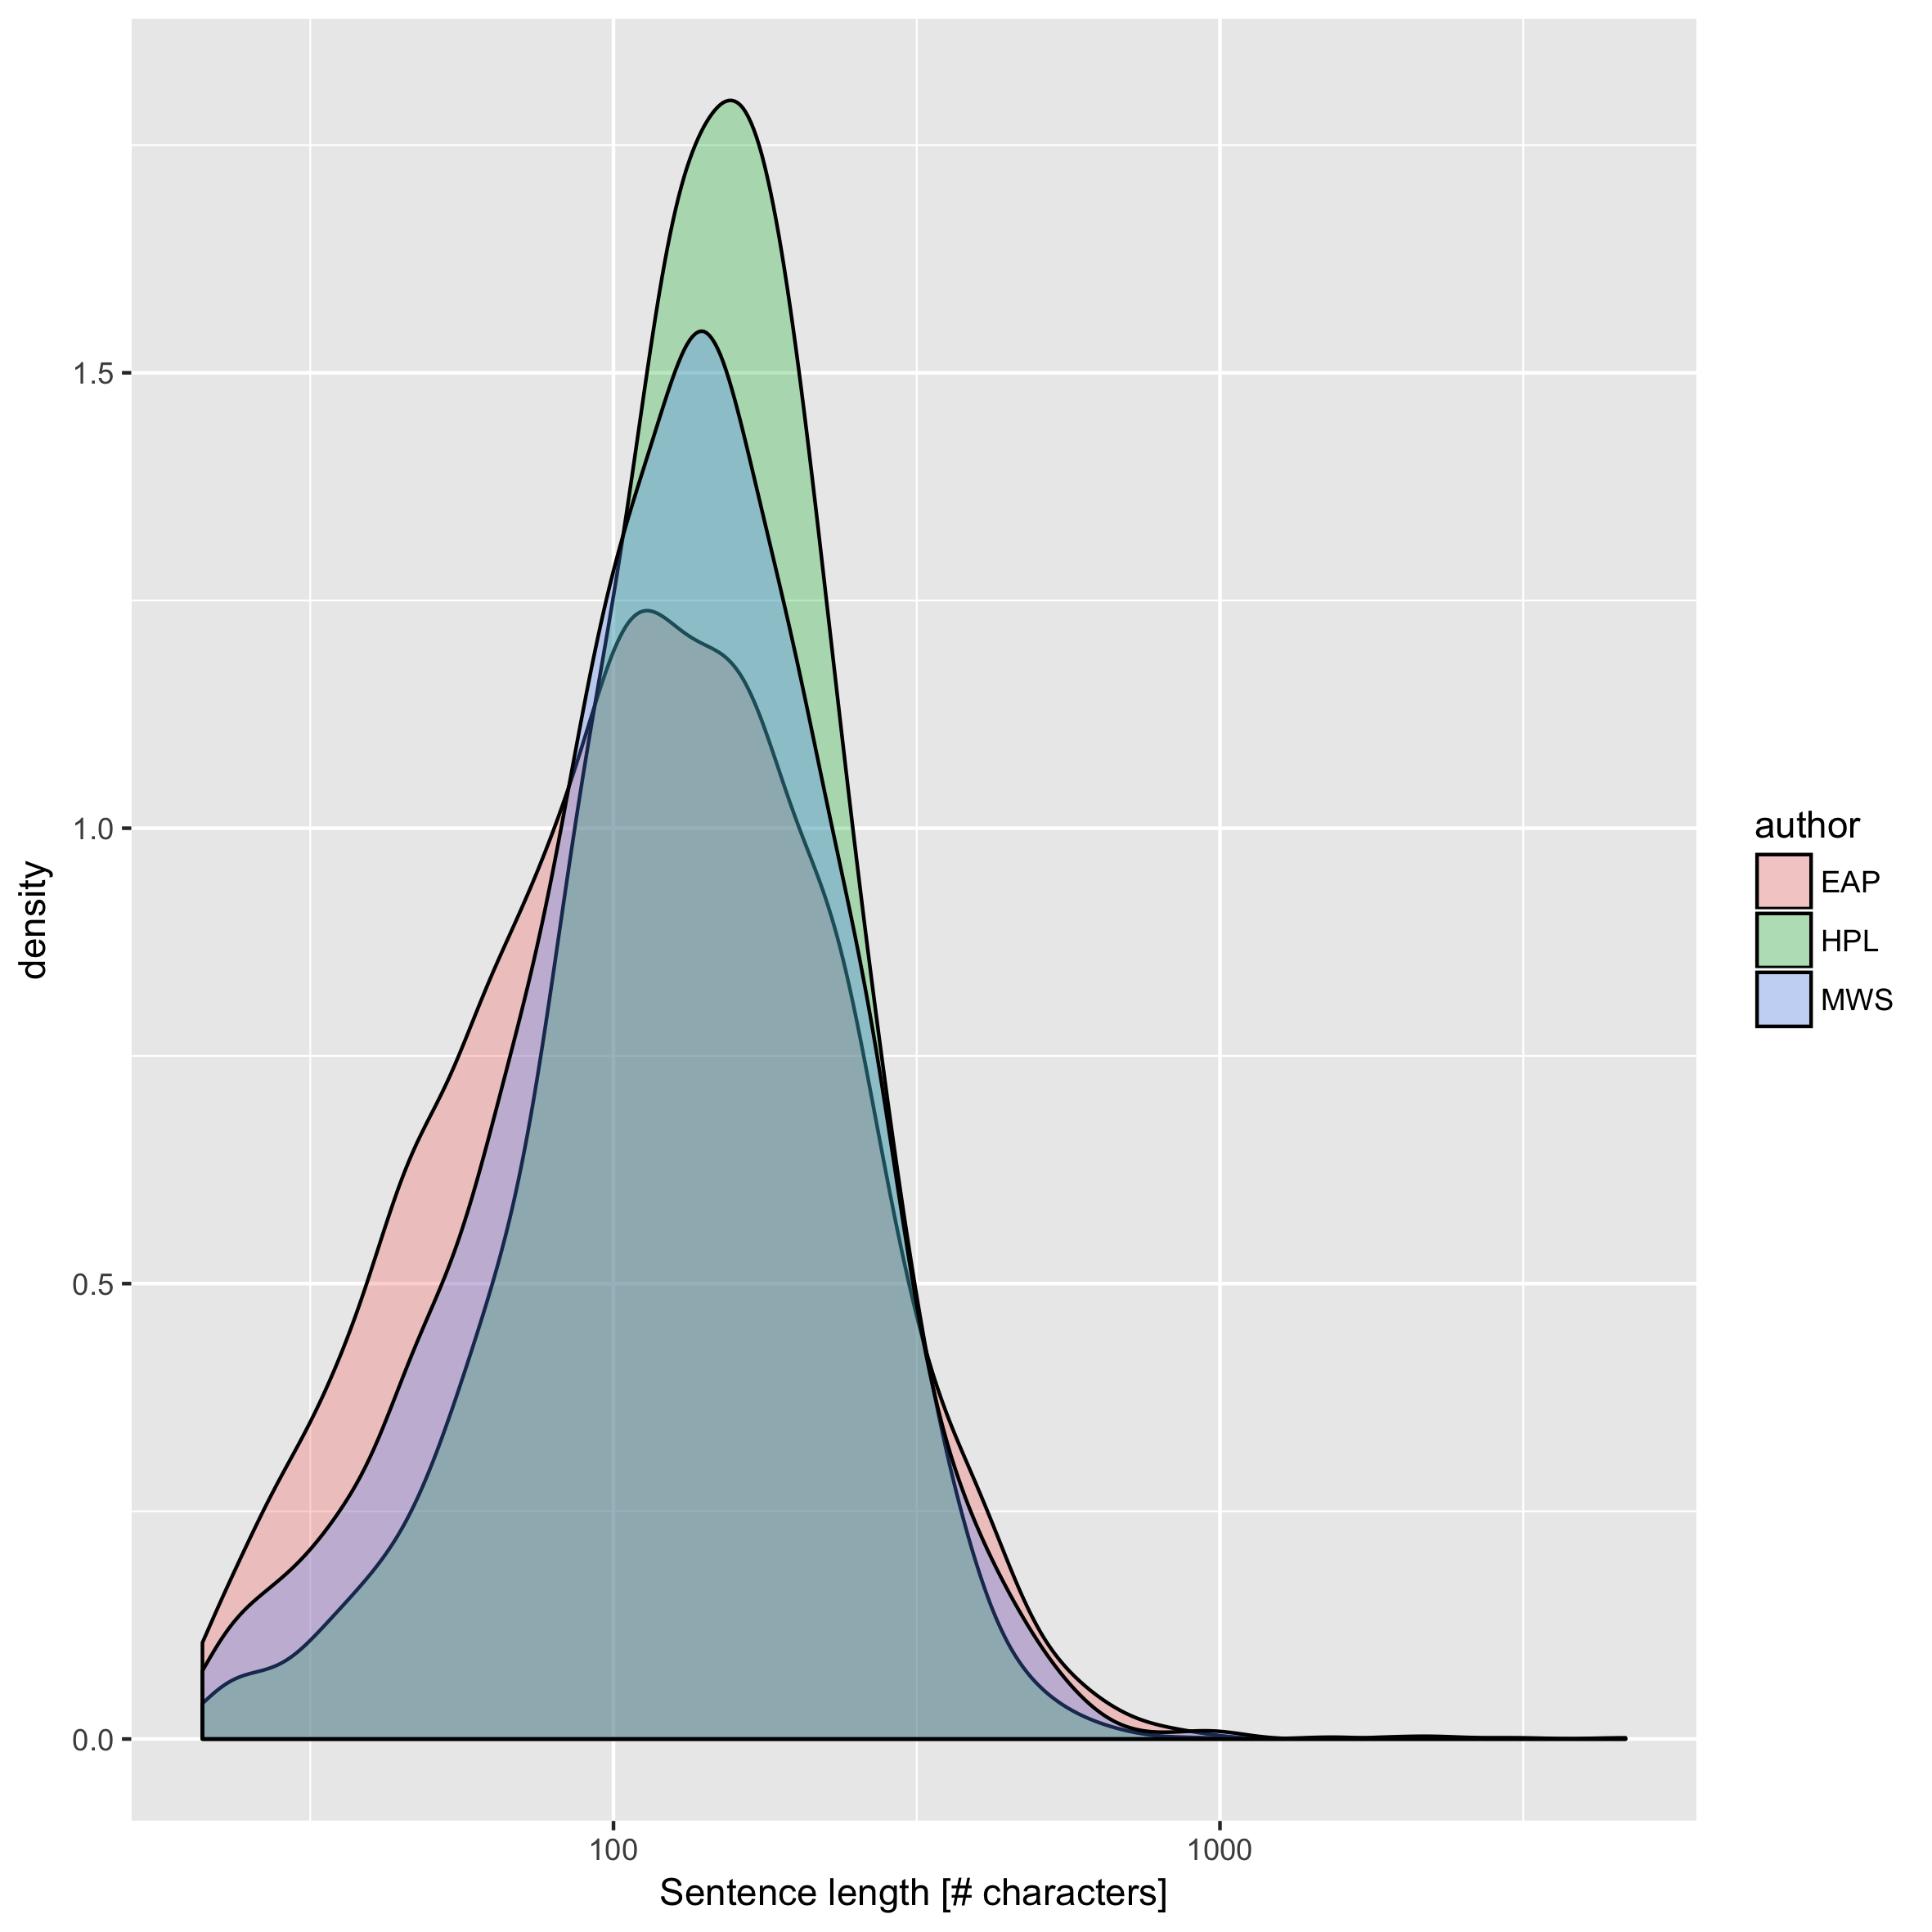 1.5
1.0
0.5
0.0
density
100
1000
Sentence length [# characters]
author
EAP
HPL
MWS